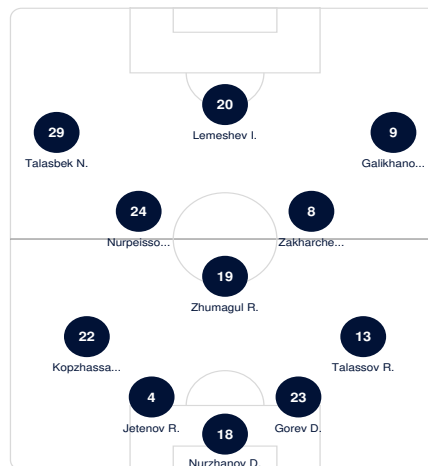 20
Lemeshev I.
29
Talasbek N.
9
Galikhano...
24
Nurpeisso...
8
Zakharche...
19
Zhumagul R.
22
Kopzhassa...
13
Talassov R.
4
Jetenov R.
23
Gorev D.
18
Nurzhanov D.